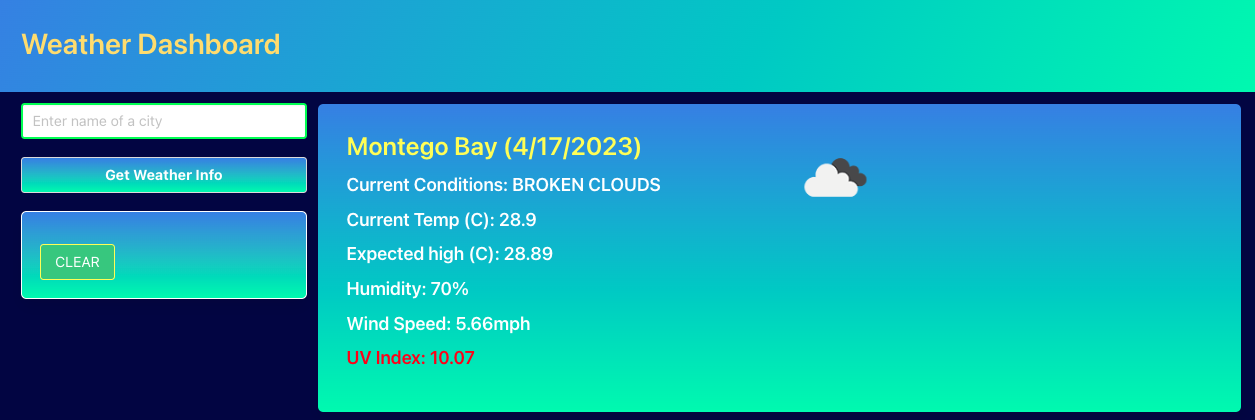 Weather Dashboard
Enter name of a city
Get Weather Info
CLEAR
Montego Bay (4/17/2023)
Current Conditions: BROKEN CLOUDS
Current Temp (C): 28.9
Expected high (C): 28.89
Humidity: 70%
Wind Speed: 5.66mph
UV Index: 10.07